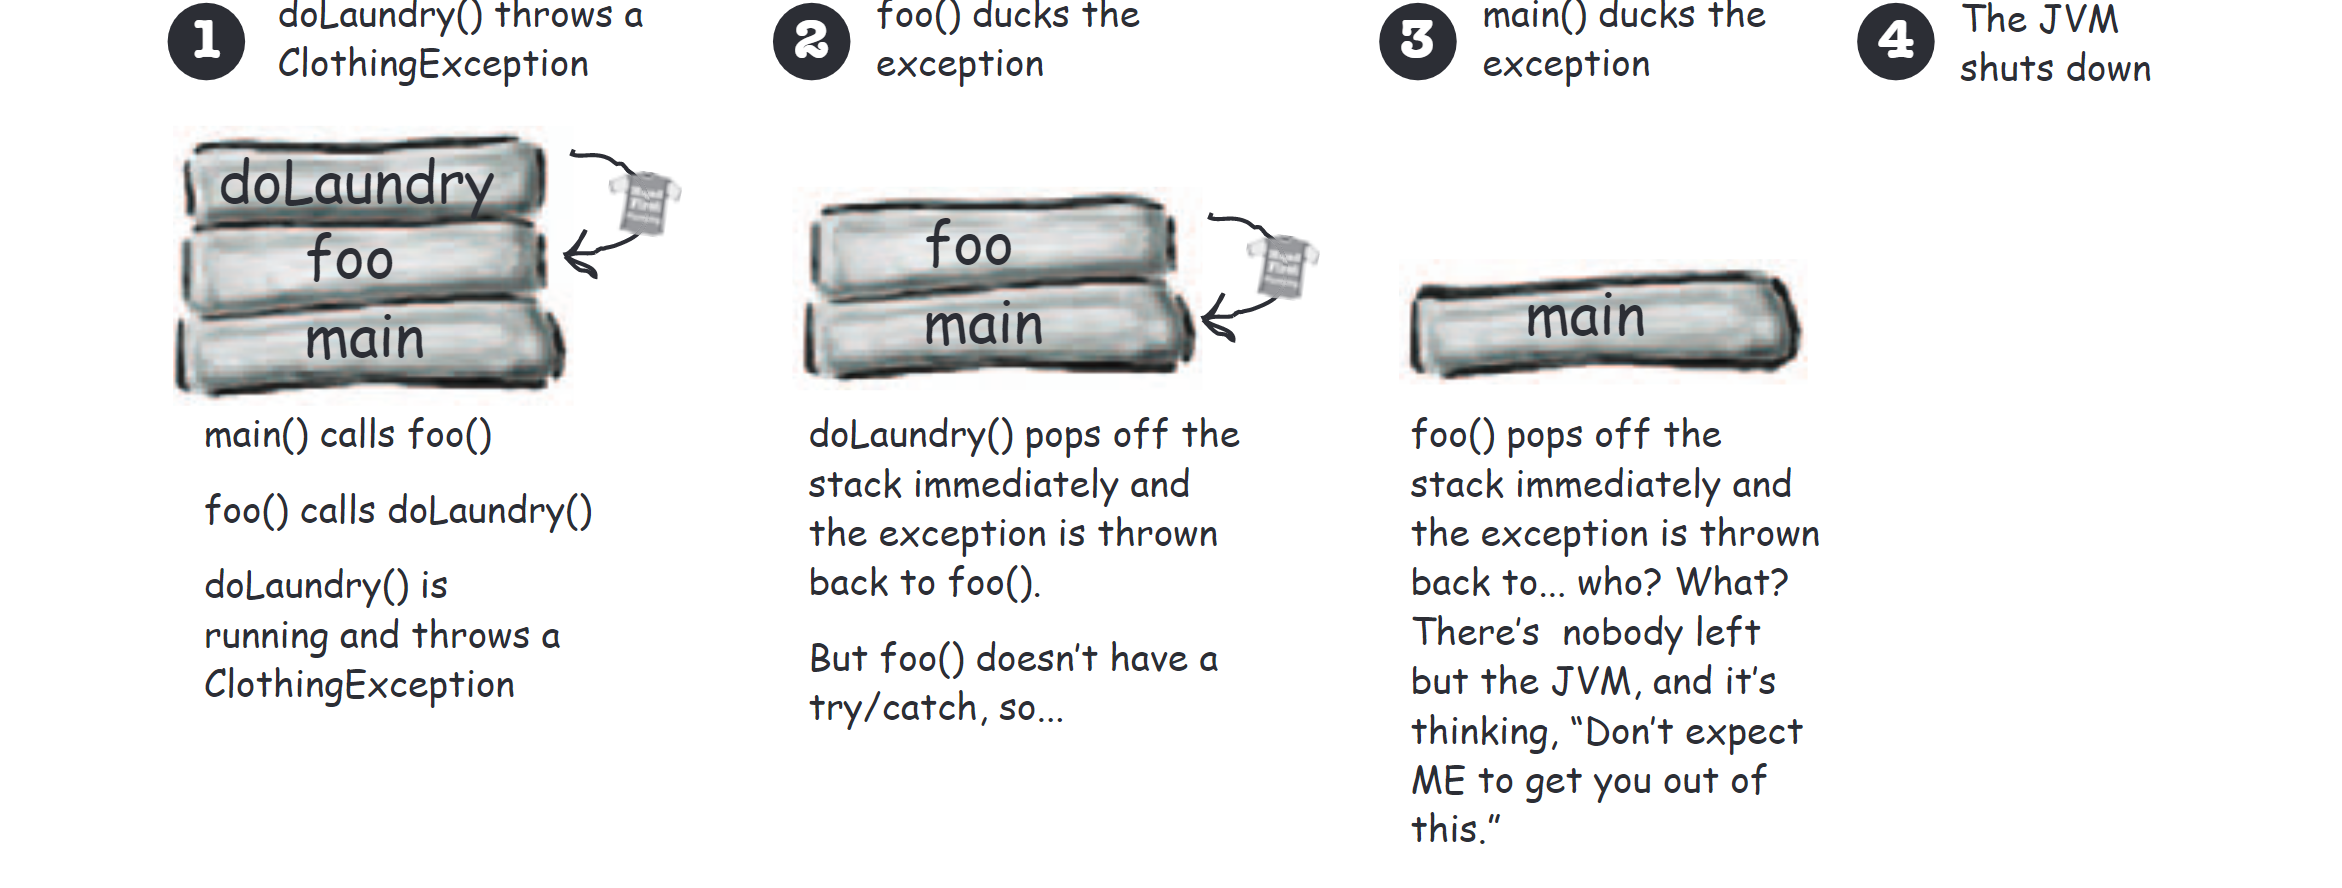 1
doLaundry() throws a
ClothingException
2
foo() ducks the
exception
3
main() ducks the
exception
4
The JVM
shuts down
doLaundry
foo
main
Head
First
foo
main
Head
First
main
main() calls foo()
foo() calls doLaundry()
doLaundry() is
running and throws a
ClothingException
doLaundry() pops off the
stack immediately and
the exception is thrown
back to foo().
But foo() doesn't have a
try/catch, so...
foo() pops off the
stack immediately and
the exception is thrown
back to... who? What?
There's  nobody left
but the JVM, and it's
thinking, “Don't expect
ME to get you out of
this.”